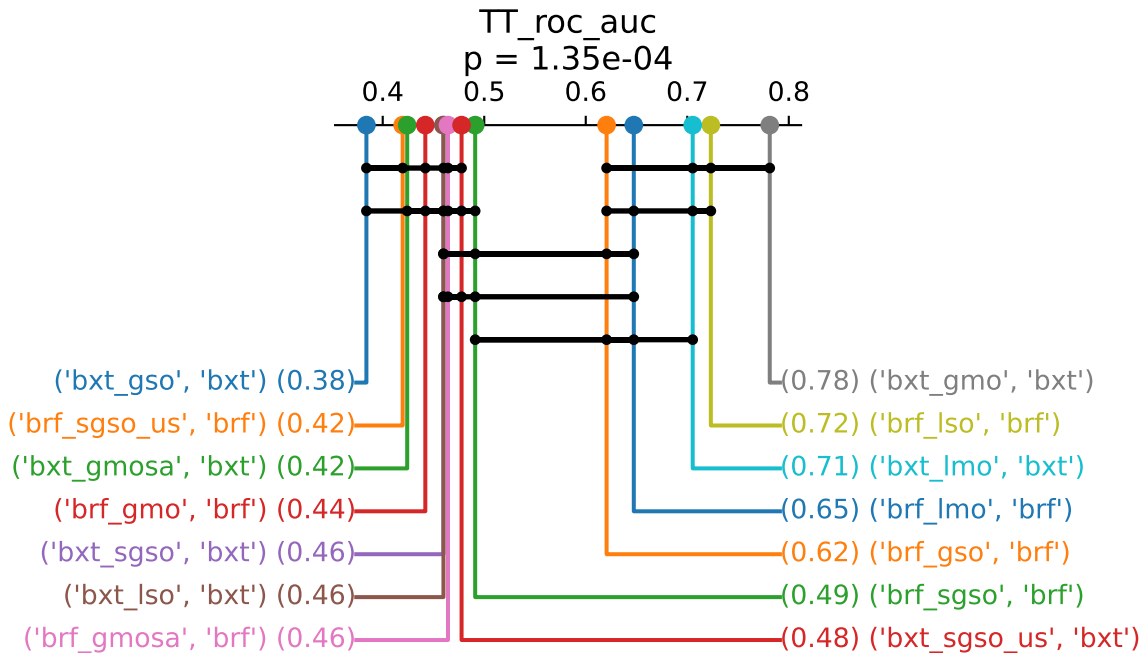 TT_roc_auc
p = 1.35e-04
0.4 0.5 0.6 0.7 0.8
('bxt_gso', 'bxt') (0.38) (0.78) ('bxt_gmo', 'bxt')
('brf_sgso_us', 'brf') (0.42) (0.72) ('brf_lso', 'brf')
('bxt_gmosa', 'bxt') (0.42) (0.71) ('bxt_lmo', 'bxt')
('brf_gmo', 'brf') (0.44) (0.65) ('brf_lmo', 'brf')
('bxt_sgso', 'bxt') (0.46) (0.62) ('brf_gso', 'brf')
('bxt_lso', 'bxt') (0.46) (0.49) ('brf_sgso', 'brf')
('brf_gmosa', 'brf') (0.46) (0.48) ('bxt_sgso_us', 'bxt')